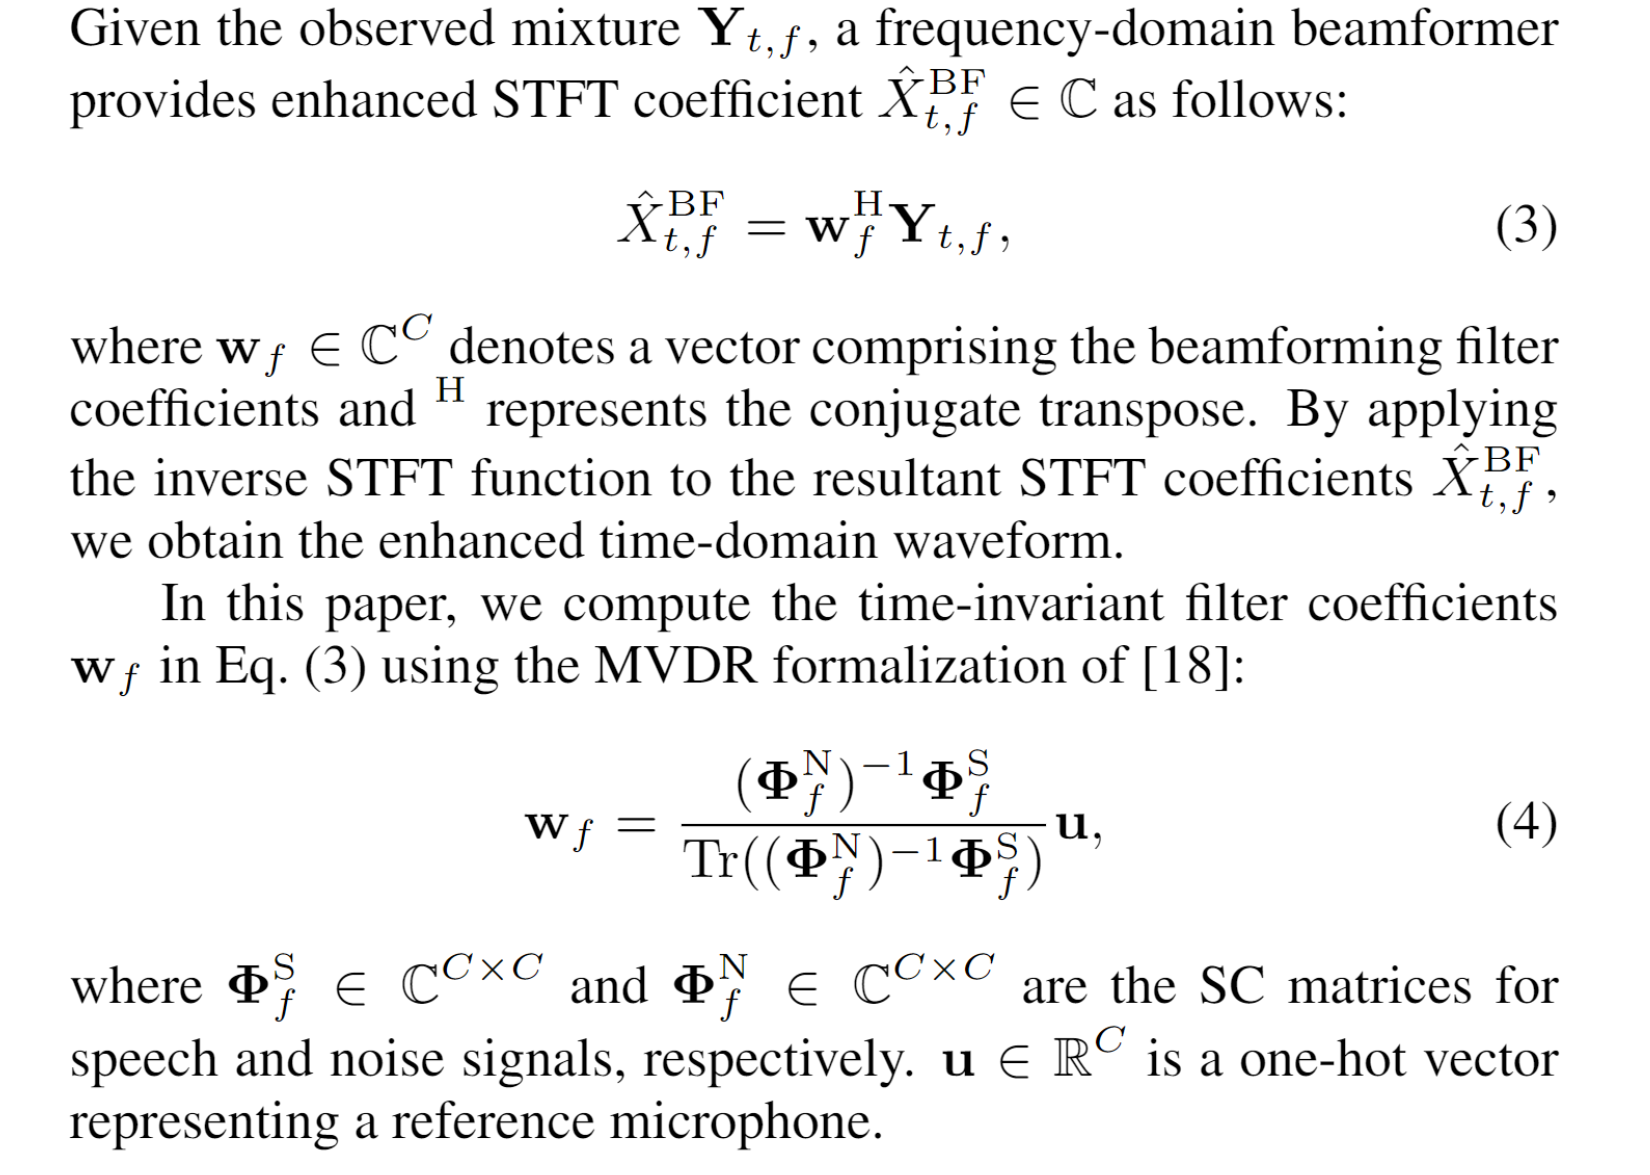 Given the observed mixture $\mathbf{Y}_{t,f}$, a frequency-domain beamformer
provides enhanced STFT coefficient $\hat{X}_{t,f}^{\mathrm{BF}} \in \mathbb{C}$ as follows:
$\hat{X}_{t,f}^{\mathrm{BF}} = \mathbf{w}_f^{\mathrm{H}} \mathbf{Y}_{t,f},$ (3)
where $\mathbf{w}_f \in \mathbb{C}^C$ denotes a vector comprising the beamforming filter
coefficients and $^{\mathrm{H}}$ represents the conjugate transpose. By applying
the inverse STFT function to the resultant STFT coefficients $\hat{X}_{t,f}^{\mathrm{BF}}$,
we obtain the enhanced time-domain waveform.
In this paper, we compute the time-invariant filter coefficients
$\mathbf{w}_f$ in Eq. (3) using the MVDR formalization of [18]:
$\mathbf{w}_f = \frac{(\mathbf{\Phi}_f^{\mathrm{N}})^{-1} \mathbf{\Phi}_f^{\mathrm{S}}}{\mathrm{Tr}((\mathbf{\Phi}_f^{\mathrm{N}})^{-1} \mathbf{\Phi}_f^{\mathrm{S}})} \mathbf{u},$ (4)
where $\mathbf{\Phi}_f^{\mathrm{S}} \in \mathbb{C}^{C \times C}$ and $\mathbf{\Phi}_f^{\mathrm{N}} \in \mathbb{C}^{C \times C}$ are the SC matrices for
speech and noise signals, respectively. $\mathbf{u} \in \mathbb{R}^C$ is a one-hot vector
representing a reference microphone.